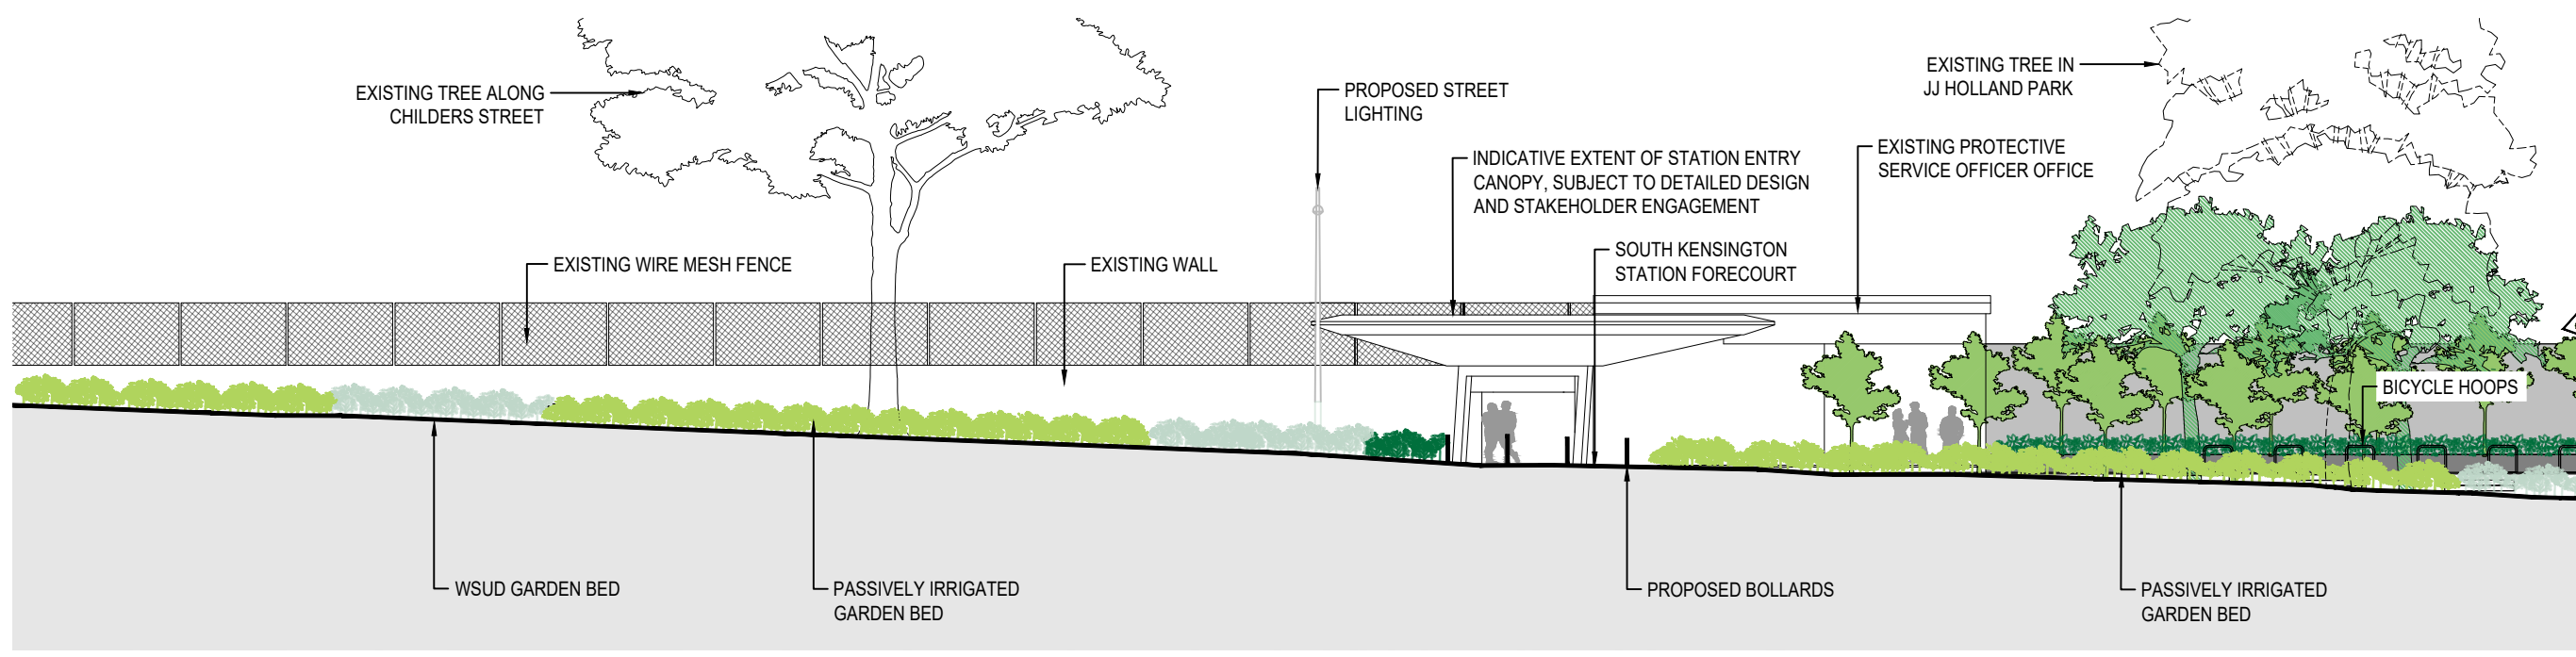 EXISTING TREE ALONG
CHILDERS STREET
PROPOSED STREET
LIGHTING
EXISTING TREE IN
JJ HOLLAND PARK
INDICATIVE EXTENT OF STATION ENTRY
CANOPY, SUBJECT TO DETAILED DESIGN
AND STAKEHOLDER ENGAGEMENT
EXISTING PROTECTIVE
SERVICE OFFICER OFFICE
EXISTING WIRE MESH FENCE
EXISTING WALL
SOUTH KENSINGTON
STATION FORECOURT
BICYCLE HOOPS
WSUD GARDEN BED
PASSIVELY IRRIGATED
GARDEN BED
PROPOSED BOLLARDS
PASSIVELY IRRIGATED
GARDEN BED